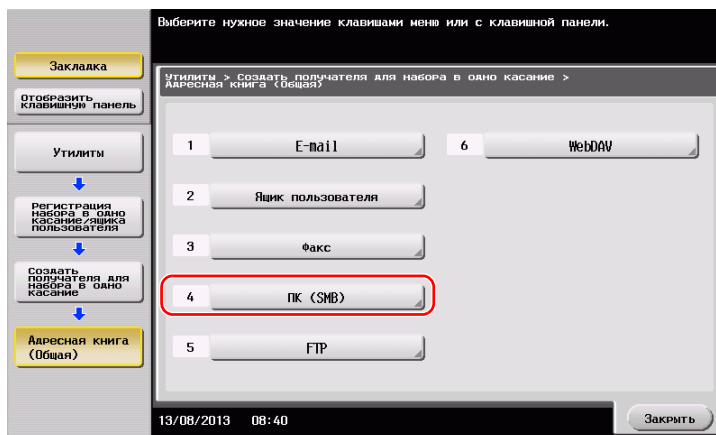 Выберите нужное значение клавишами меню или с клавишной панели.
Закладка
Отобразить
клавишную панель
Утилиты > Создать получателя для набора в одно касание >
Адресная книга (Общая)
Утилиты
Регистрация
набора в одно
касание/ящика
пользователя
Создать
получателя для
набора в одно
касание
Адресная книга
(Общая)
1 E-mail
6 WebDAV
2 Ящик пользователя
3 Факс
4 ПК (SMB)
5 FTP
13/08/2013 08:40
Закрыть